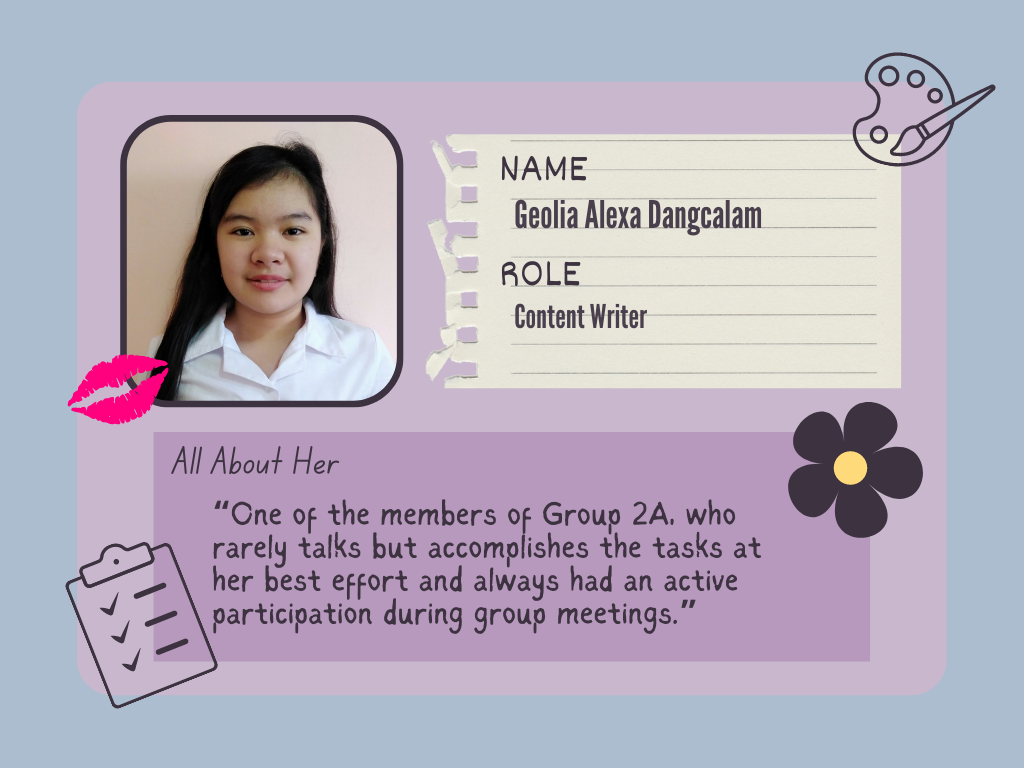 NAME
Geolia Alexa Dangcalam
ROLE
Content Writer
All About Her
“One of the members of Group 2A, who
rarely talks but accomplishes the tasks at
her best effort and always had an active
participation during group meetings.”